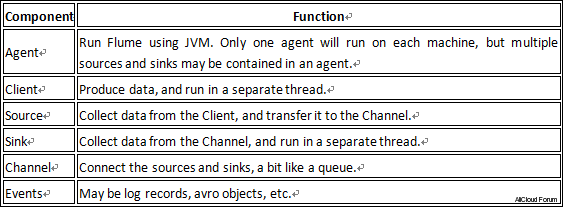 Component Function
Agent Run Flume using JVM. Only one agent will run on each machine, but multiple
sources and sinks may be contained in an agent.
Client Produce data, and run in a separate thread.
Source Collect data from the Client, and transfer it to the Channel.
Sink Collect data from the Channel, and run in a separate thread.
Channel Connect the sources and sinks, a bit like a queue.
Events May be log records, avro objects, etc.
AliCloud Forum